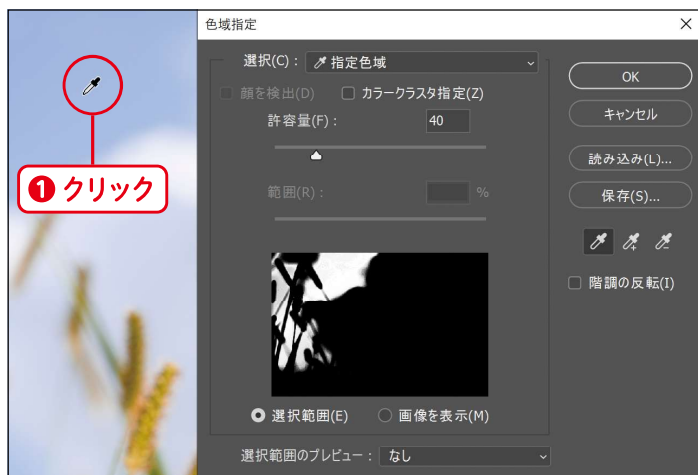 色域指定
選択(C)： 指定色域
顔を検出(D) カラークラスタ指定(Z)
許容量(F)： 40
範囲(R)： %
選択範囲(E) 画像を表示(M)
選択範囲のプレビュー： なし
OK
キャンセル
読み込み(L)...
保存(S)...
階調の反転(I)
❶ クリック